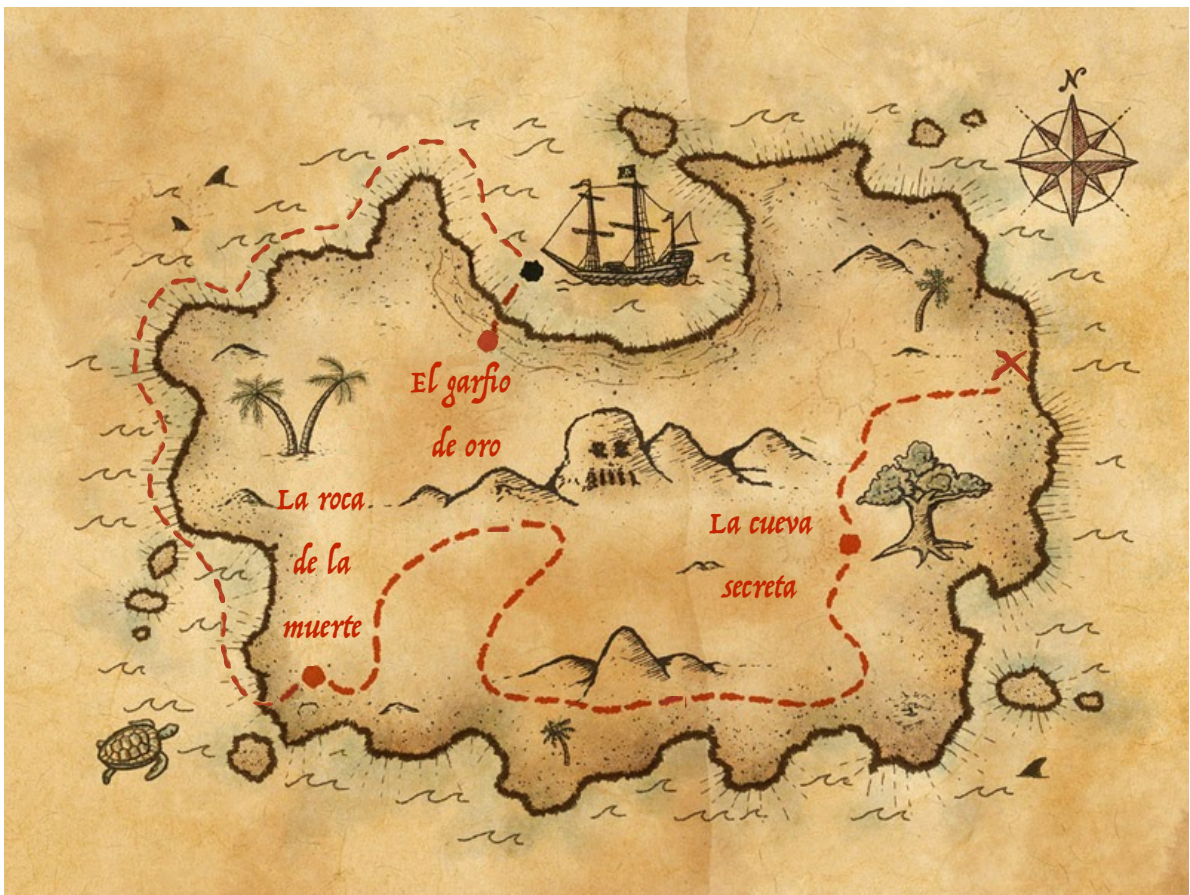 N
El garfio
de oro
La roca
de la
muerte
La cueva
secreta